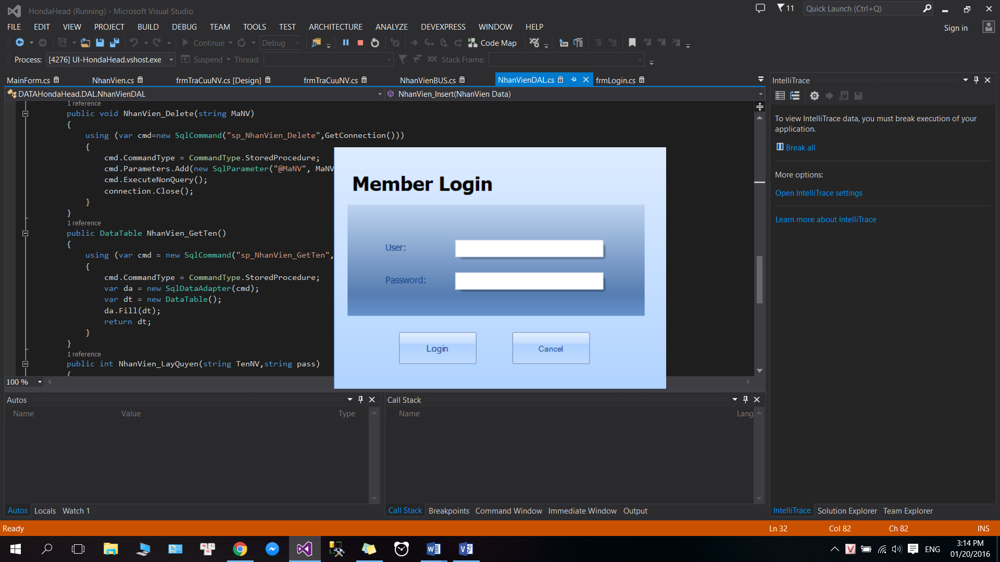 HondaHead (Running) - Microsoft Visual Studio
11
Quick Launch (Ctrl+Q)
FILE EDIT VIEW PROJECT BUILD DEBUG TEAM TOOLS TEST ARCHITECTURE ANALYZE DEVEXPRESS WINDOW HELP
Sign in
Continue Debug Code Map
Process: [4276] UI-HondaHead.vshost.exe Suspend Thread: Stack Frame:
MainForm.cs NhanVien.cs frmTraCuuNV.cs [Design] frmTraCuuNV.cs NhanVienBUS.cs NhanVienDAL.cs frmLogin.cs
DATAHondaHead.DAL.NhanVienDAL NhanVien_Insert(NhanVien Data)
1 reference
public void NhanVien_Delete(string MaNV)
{
using (var cmd=new SqlCommand("sp_NhanVien_Delete",GetConnection()))
{
cmd.CommandType = CommandType.StoredProcedure;
cmd.Parameters.Add(new SqlParameter("@MaNV", MaNV
cmd.ExecuteNonQuery();
connection.Close();
}
}
1 reference
public DataTable NhanVien_GetTen()
{
using (var cmd = new SqlCommand("sp_NhanVien_GetTen",
{
cmd.CommandType = CommandType.StoredProcedure;
var da = new SqlDataAdapter(cmd);
var dt = new DataTable();
da.Fill(dt);
return dt;
}
}
1 reference
public int NhanVien_LayQuyen(string TenNV,string pass)
{
100 %
Member Login
User:
Password:
Login Cancel
IntelliTrace
To view IntelliTrace data, you must break execution of your
application.
Break all
More options:
Open IntelliTrace settings
Learn more about IntelliTrace
Autos
Name Value Type
Call Stack
Name Lang
Autos Locals Watch 1
Call Stack Breakpoints Command Window Immediate Window Output
IntelliTrace Solution Explorer Team Explorer
Ready Ln 32 Col 82 Ch 82 INS
ENG
3:14 PM
01/20/2016